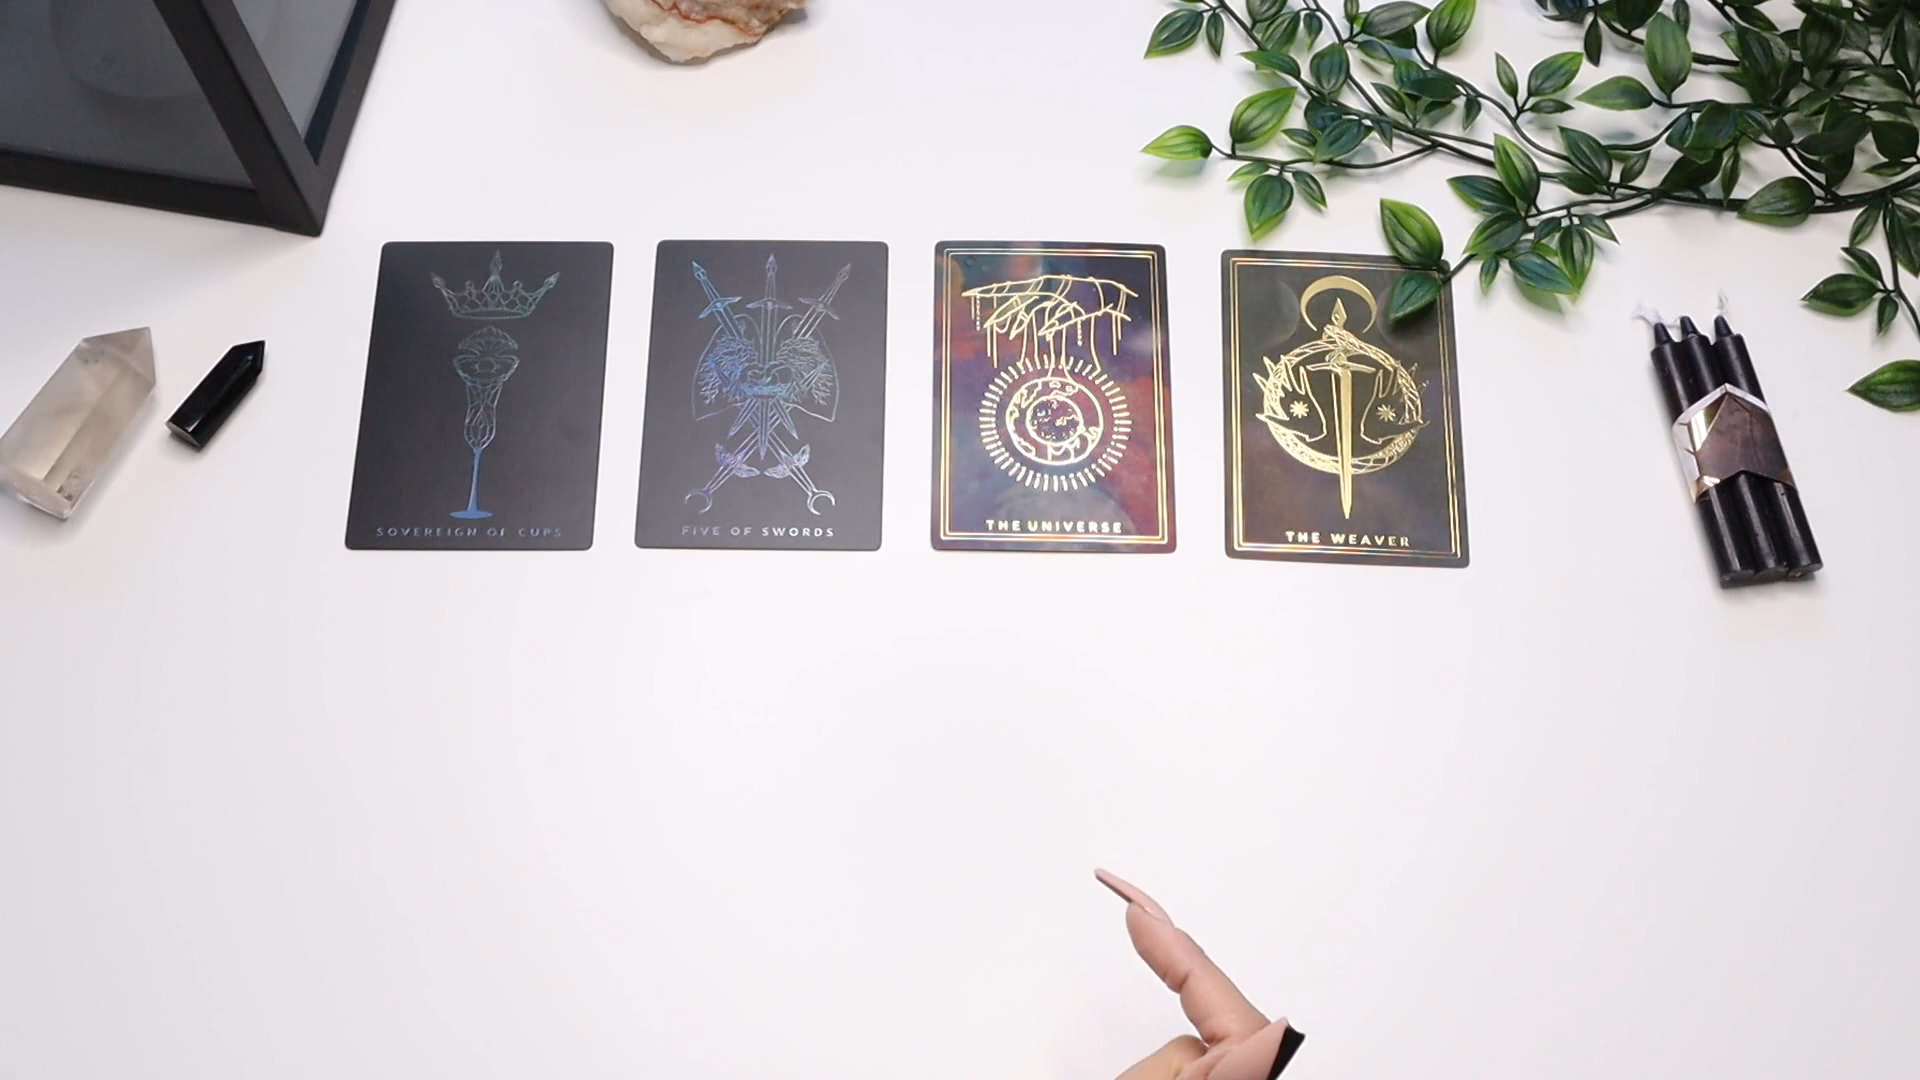 SOVEREIGN OF CUPS
FIVE OF SWORDS
THE UNIVERSE
THE WEAVER